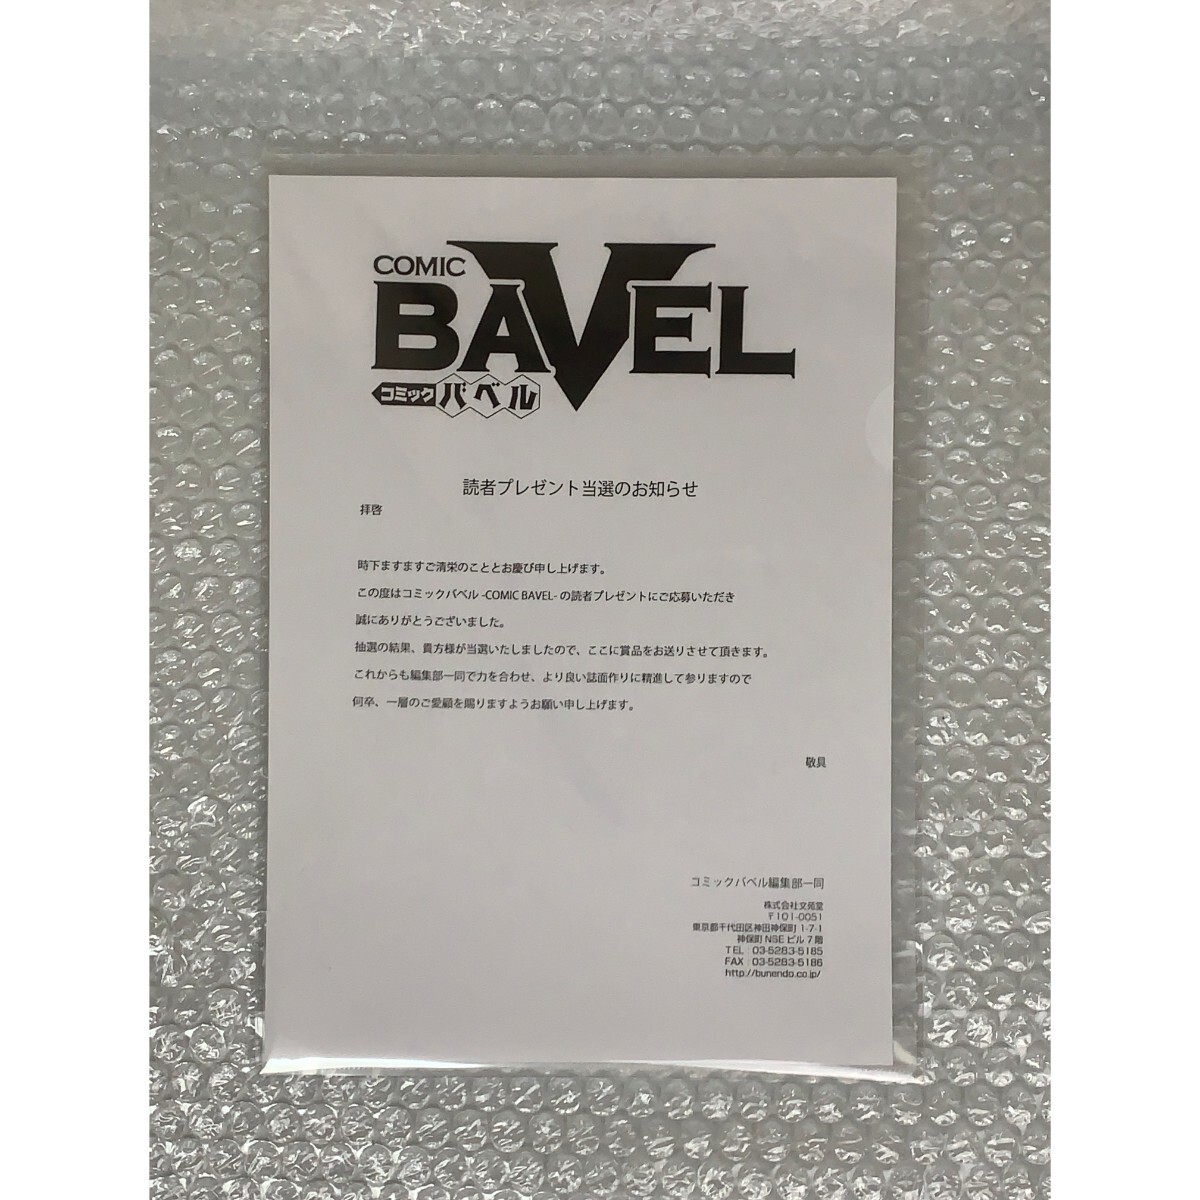 COMIC
BAVEL
コミックバベル
読者プレゼント当選のお知らせ
拝啓
時下ますますご清栄のこととお慶び申し上げます。
この度はコミックバベル -COMIC BAVEL- の読者プレゼントにご応募いただき
誠にありがとうございました。
抽選の結果、貴方様が当選いたしましたので、ここに賞品をお送りさせて頂きます。
これからも編集部一同で力を合わせ、より良い誌面作りに精進して参りますので
何卒、一層のご愛顧を賜りますようお願い申し上げます。
敬具
コミックバベル編集部一同
株式会社文苑堂
〒101-0051
東京都千代田区神田神保町 1-7-1
神保町 NSE ビル 7 階
TEL : 03-5283-5185
FAX : 03-5283-5186
http://bunendo.co.jp/